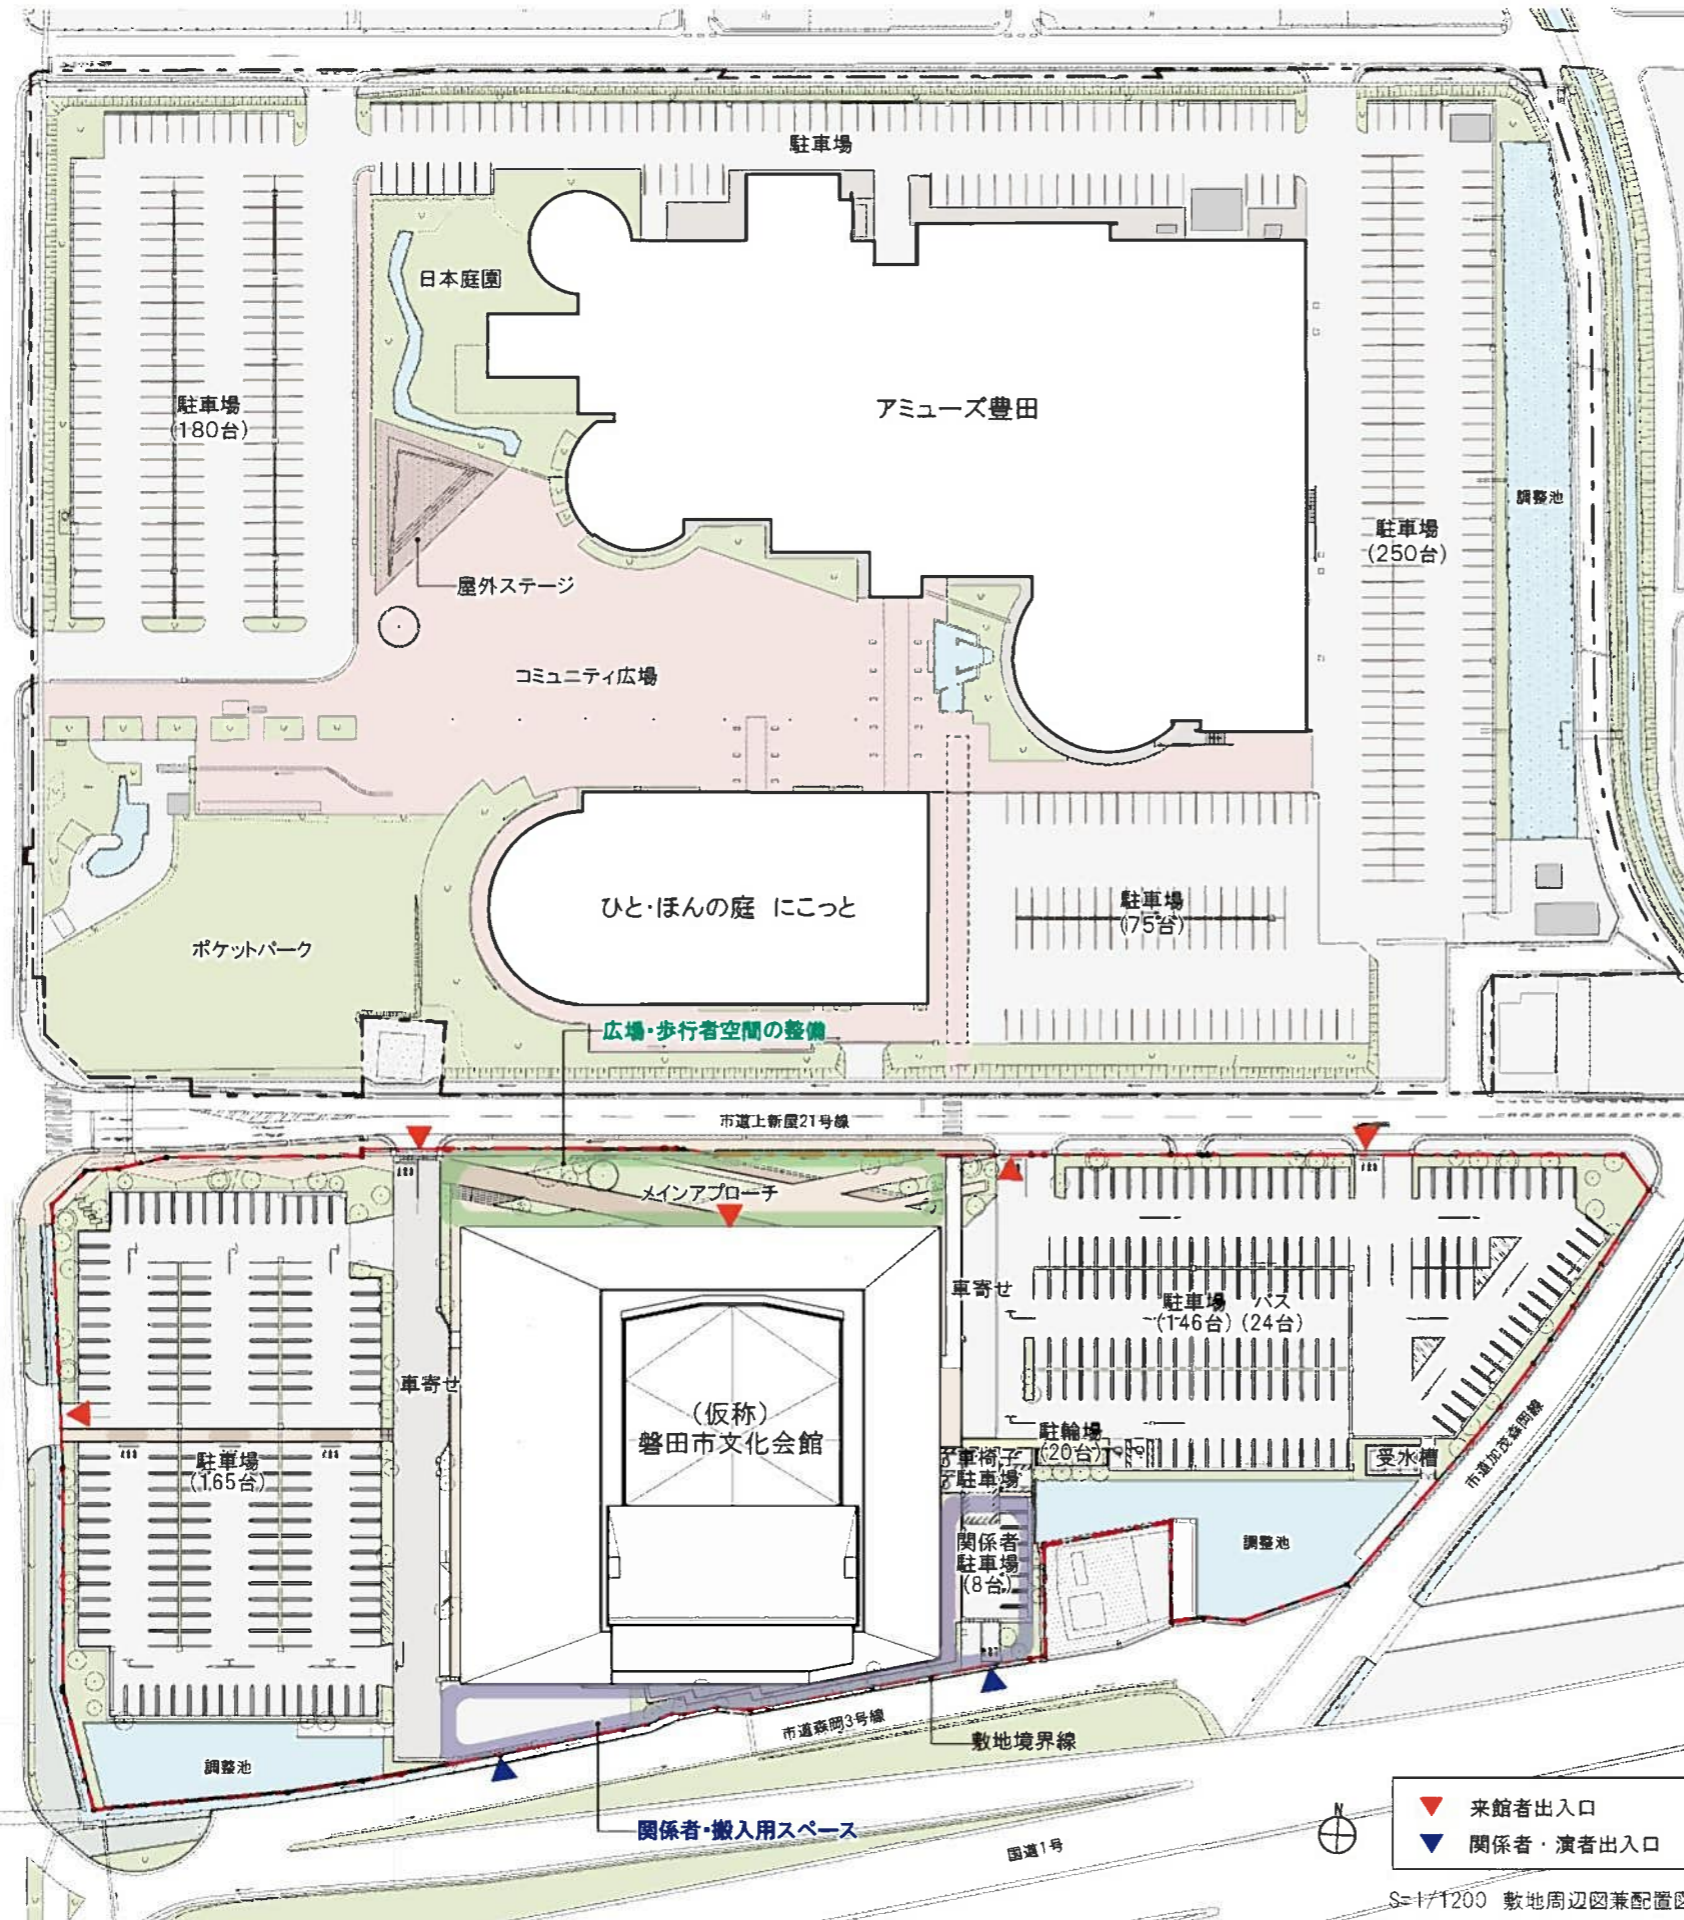 駐車場
日本庭園
駐車場
(180台)
アミューズ豊田
調整池
駐車場
(250台)
屋外ステージ
コミュニティ広場
駐車場
(75台)
ひと・ほんの庭 にこっと
ポケットパーク
広場・歩行者空間の整備
市道上新屋21号線
メインアプローチ
車寄せ
駐車場
(146台)
バス
(24台)
車寄せ
(仮称)
磐田市文化会館
駐輪場
(20台)
車椅子
駐車場
受水槽
市道加茂森岡線
駐車場
(165台)
関係者
駐車場
(8台)
調整池
市道森岡3号線
敷地境界線
調整池
関係者・搬入用スペース
国道1号
N
来館者出入口
関係者・演者出入口
S=1/1200 敷地周辺図兼配置図